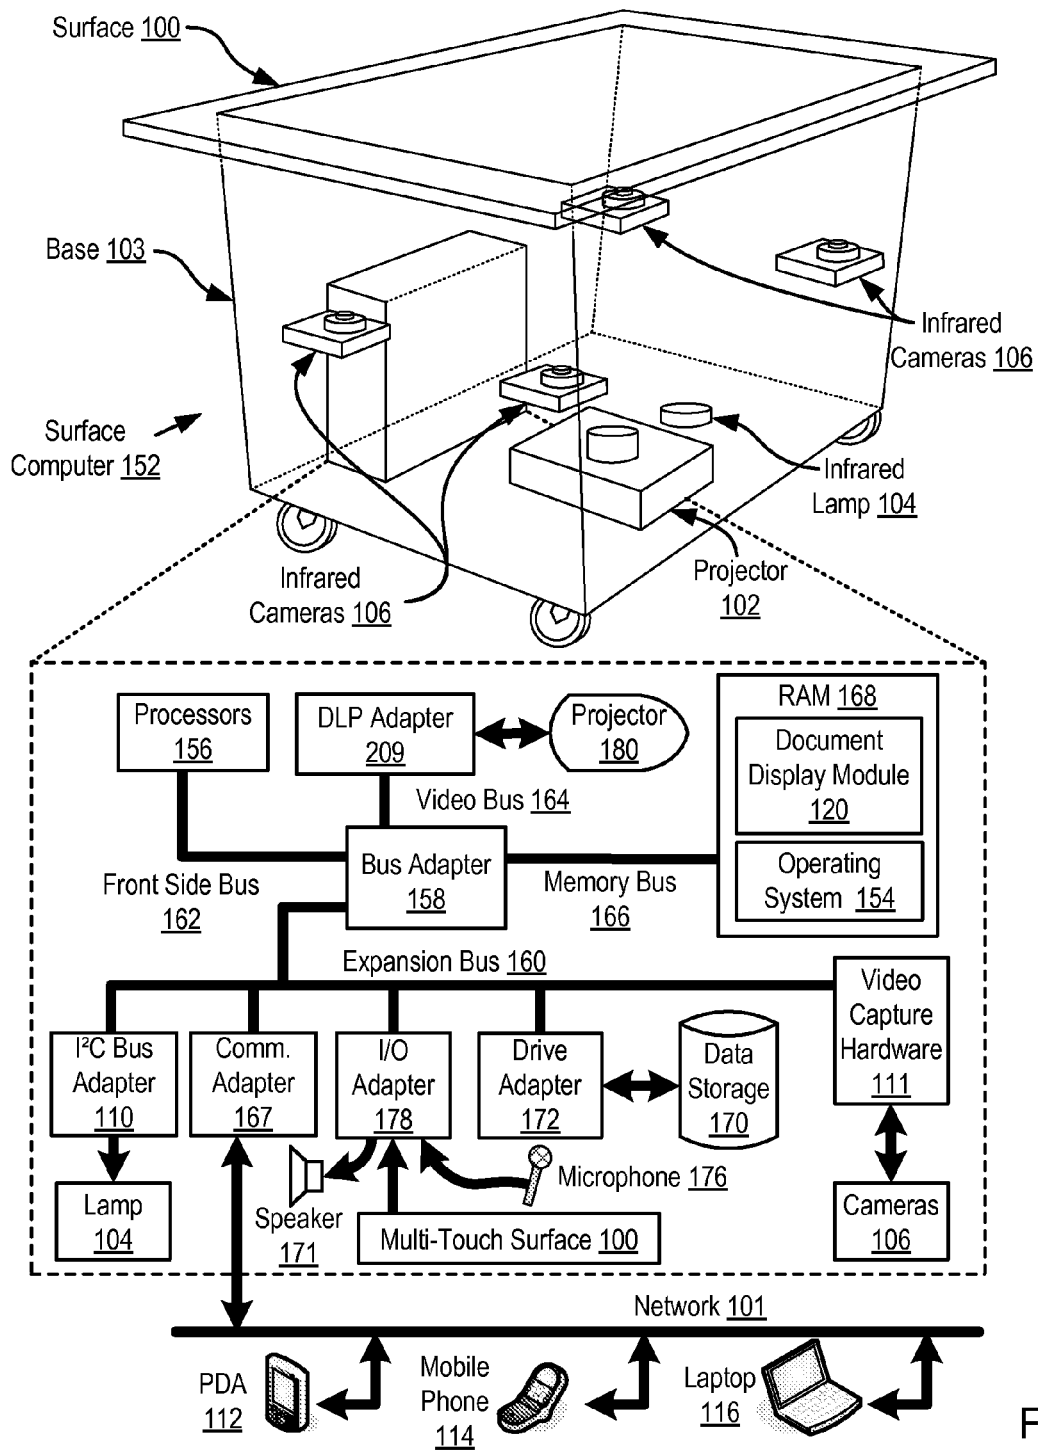 Surface 100
Base 103
Infrared
Cameras 106
Surface
Computer 152
Infrared
Lamp 104
Projector
102
Infrared
Cameras 106
Processors
156
DLP Adapter
209
Projector
180
RAM 168
Document
Display Module
120
Operating
System 154
Video Bus 164
Bus Adapter
158
Front Side Bus
162
Memory Bus
166
Expansion Bus 160
Video
Capture
Hardware
111
I²C Bus
Adapter
110
Comm.
Adapter
167
I/O
Adapter
178
Drive
Adapter
172
Data
Storage
170
Lamp
104
Speaker
171
Microphone 176
Multi-Touch Surface 100
Cameras
106
Network 101
PDA
112
Mobile
Phone
114
Laptop
116
F